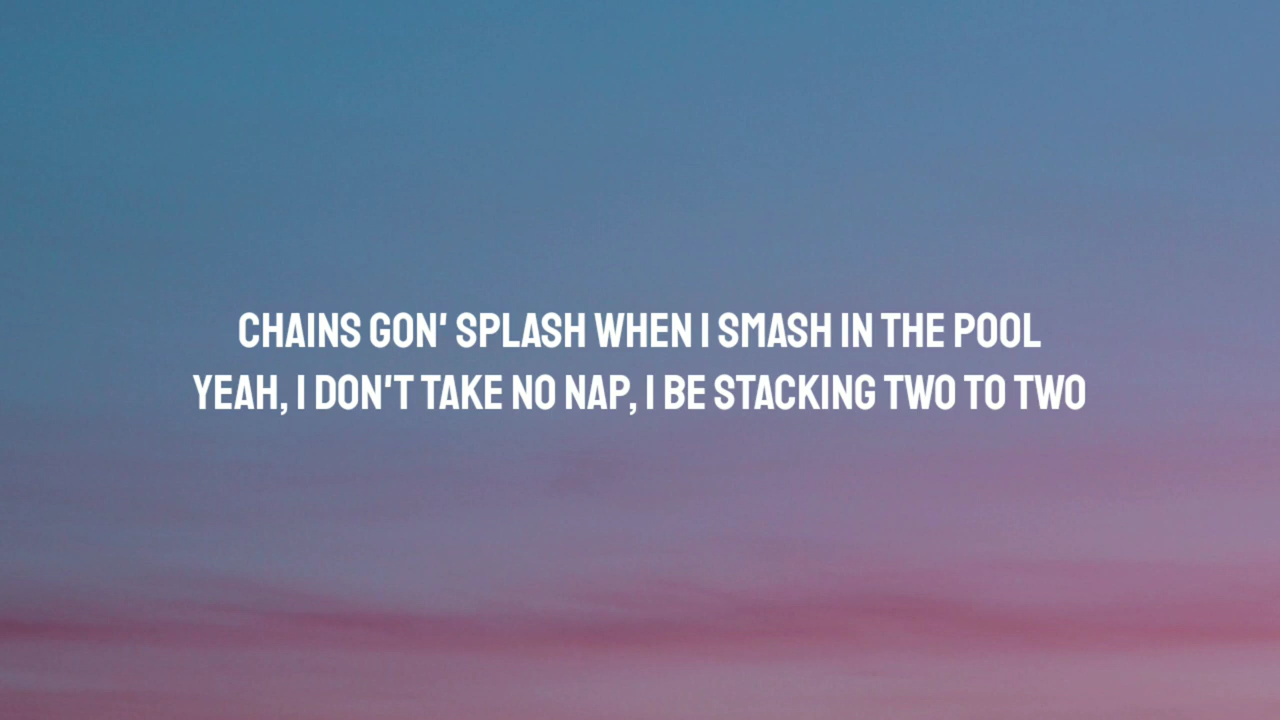 CHAINS GON' SPLASH WHEN I SMASH IN THE POOL
YEAH, I DON'T TAKE NO NAP, I BE STACKING TWO TO TWO